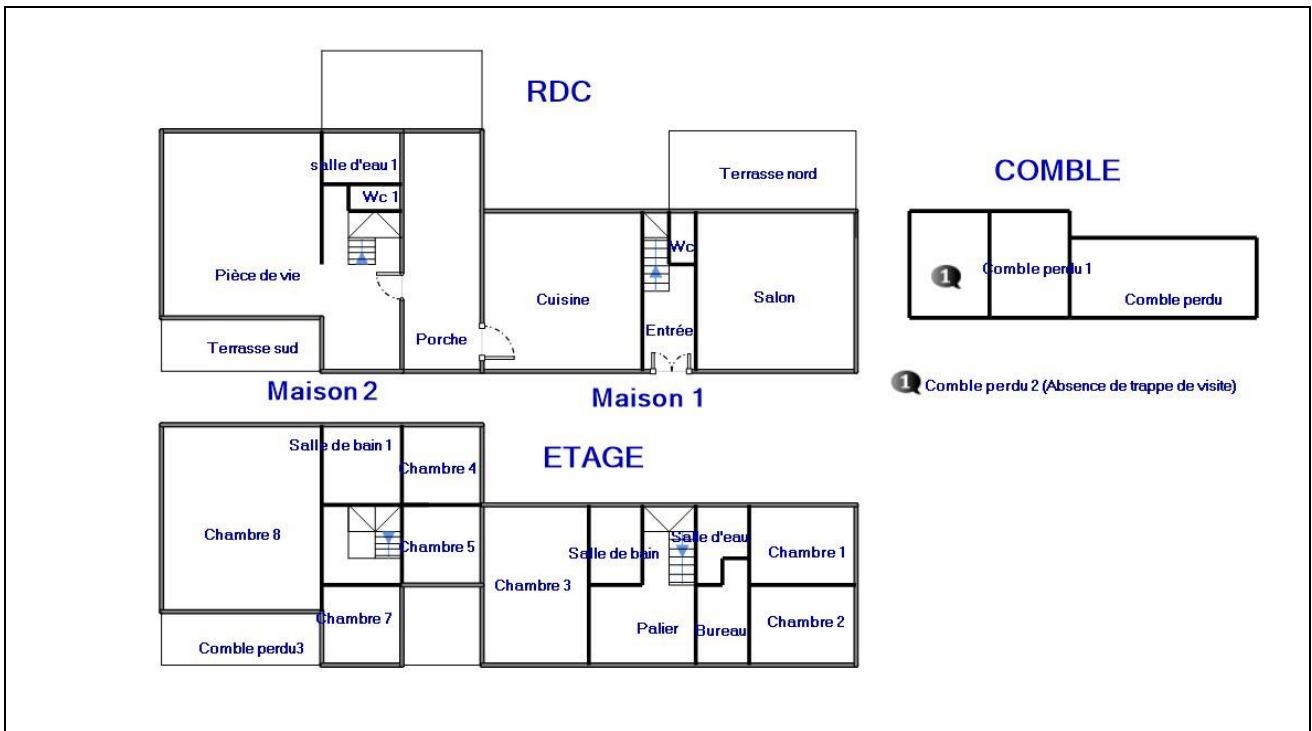 RDC
salle d'eau 1
Wc 1
Pièce de vie
Terrasse sud
Porche
Cuisine
Wc
Entrée
Salon
Terrasse nord
Maison 2
Maison 1
COMBLE
1
Comble perdu 1
Comble perdu
1 Comble perdu 2 (Absence de trappe de visite)
ETAGE
Salle de bain 1
Chambre 4
Chambre 8
Chambre 5
Chambre 7
Comble perdu3
Chambre 3
Salle de bain
Salle d'eau
Chambre 1
Palier
Bureau
Chambre 2